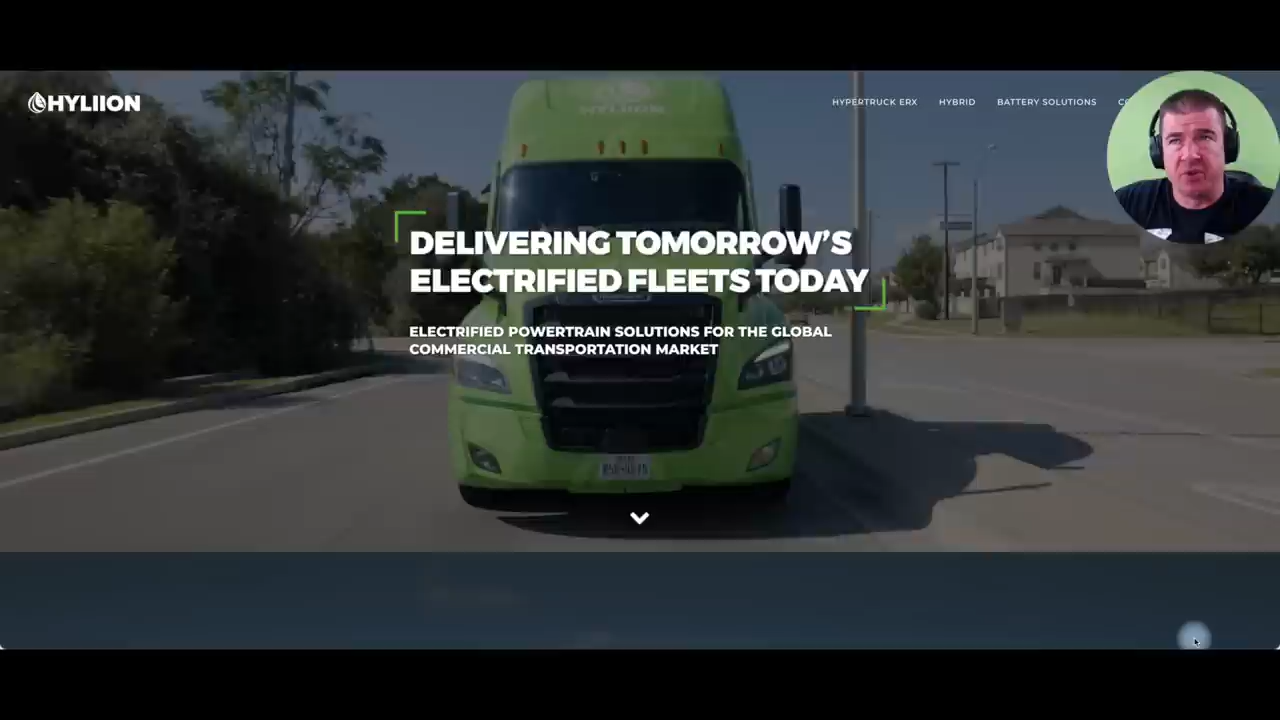 HYLIION
HYPERTRUCK ERX
HYBRID
BATTERY SOLUTIONS
DELIVERING TOMORROW'S
ELECTRIFIED FLEETS TODAY
ELECTRIFIED POWERTRAIN SOLUTIONS FOR THE GLOBAL
COMMERCIAL TRANSPORTATION MARKET